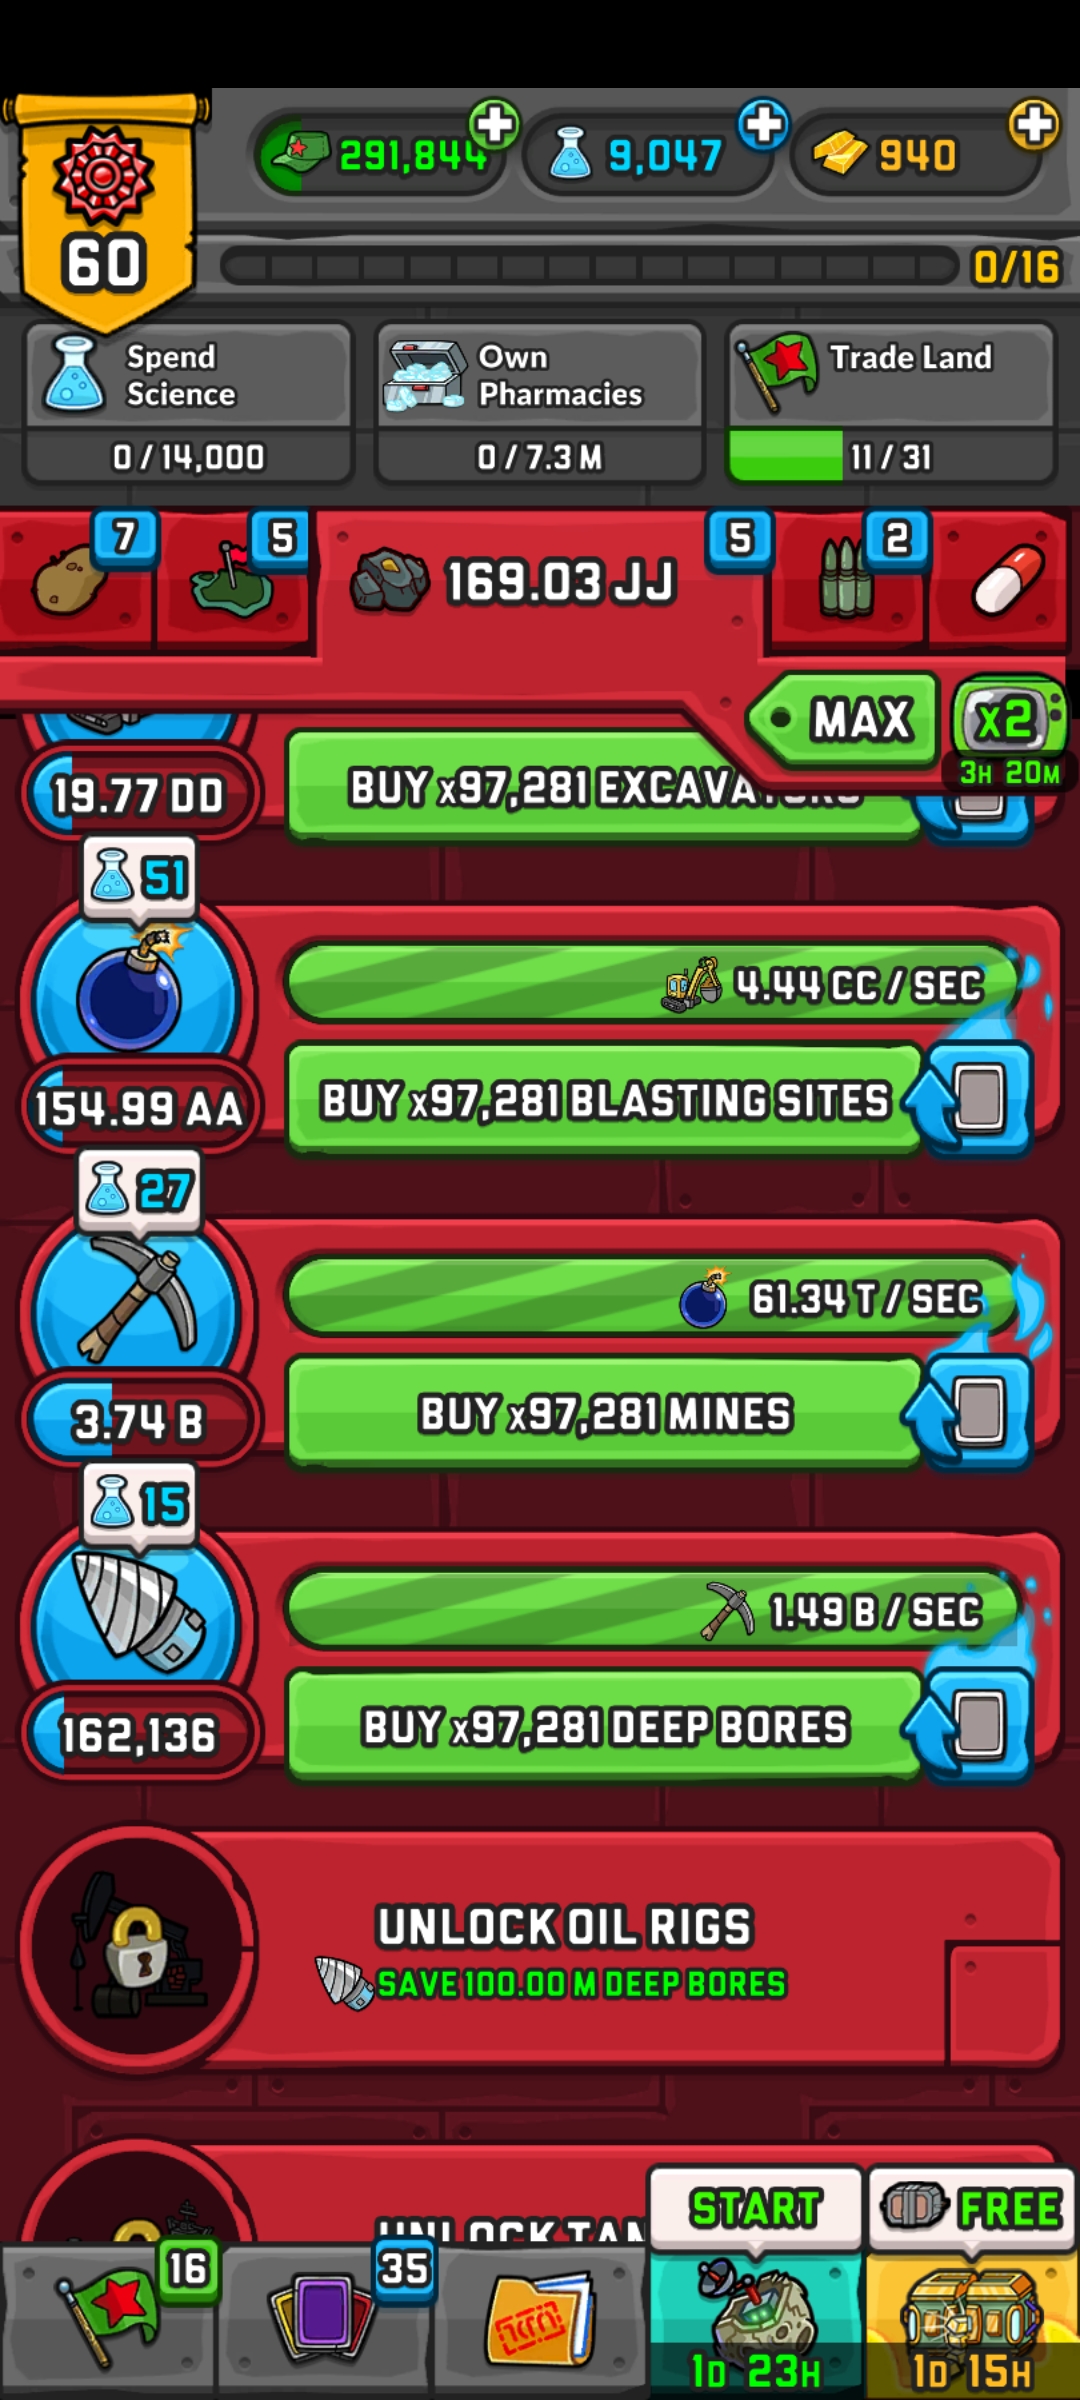 291,844
9,047
940
60
0/16
Spend
Science
Own
Pharmacies
Trade Land
0 / 14,000
0 / 7.3 M
11 / 31
7
5
169.03 JJ
5
2
MAX
x2
3H 20M
19.77 DD
BUY x97,281 EXCAVATORS
51
4.44 CC / SEC
154.99 AA
BUY x97,281 BLASTING SITES
27
61.34 T / SEC
3.74 B
BUY x97,281 MINES
15
1.49 B / SEC
162,136
BUY x97,281 DEEP BORES
UNLOCK OIL RIGS
SAVE 100.00 M DEEP BORES
UNLOCK TAN
START
FREE
16
35
1D 23H
1D 15H